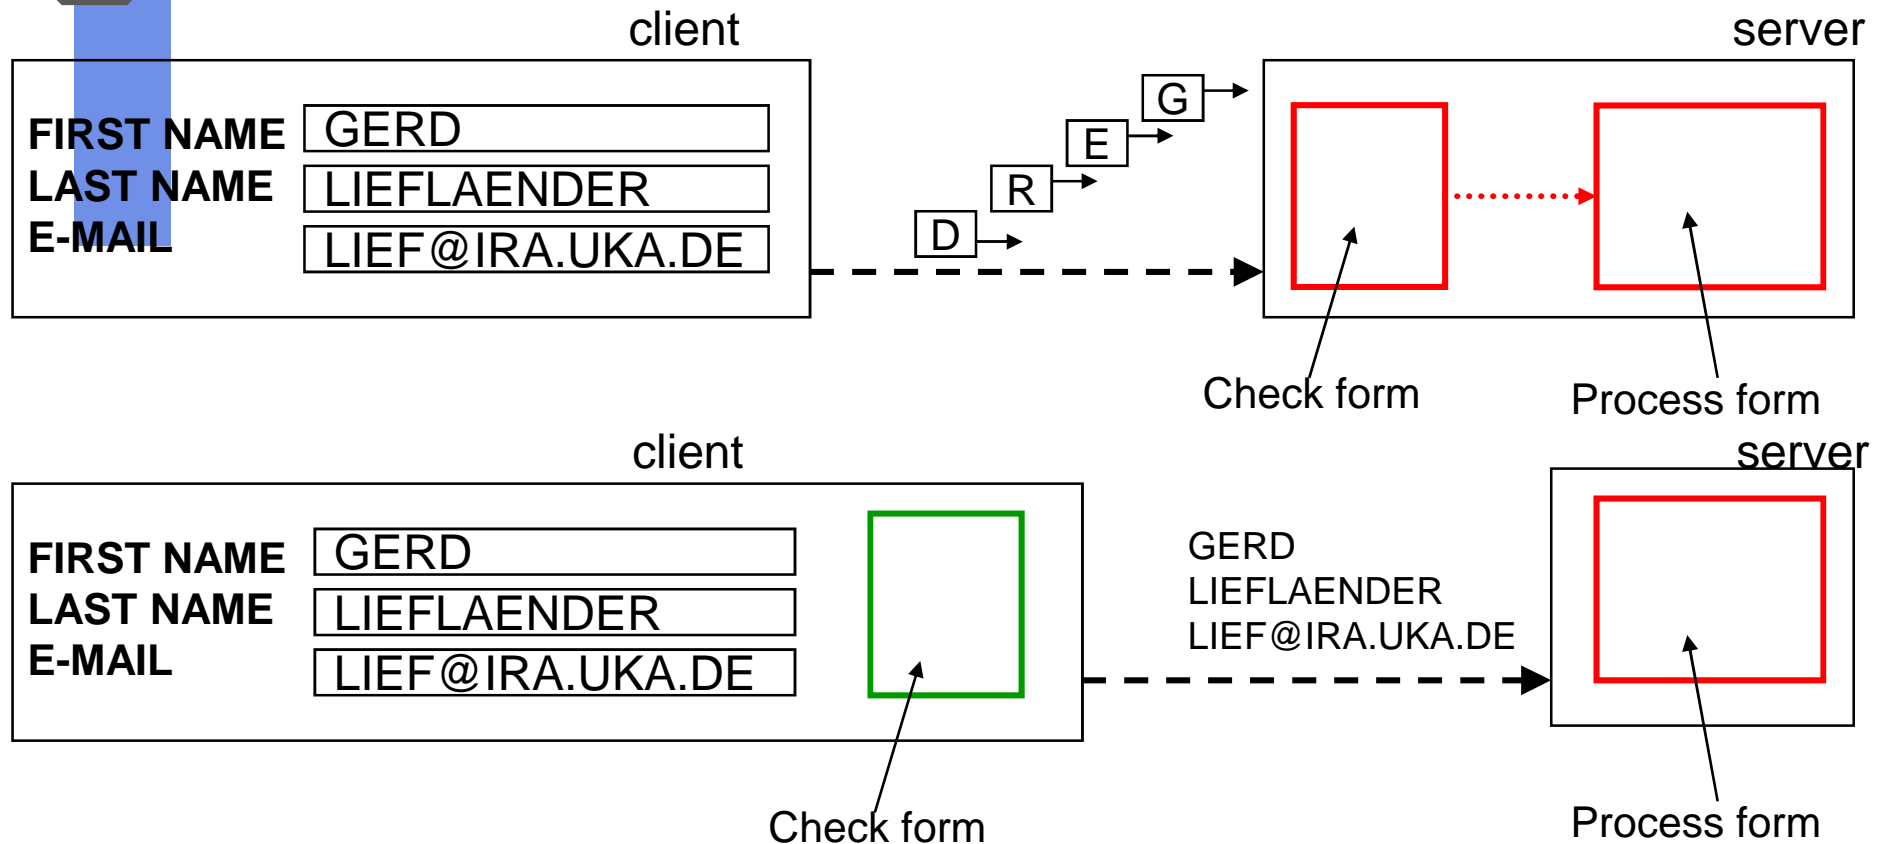 client
server
FIRST NAME GERD
LAST NAME LIEFLAENDER
E-MAIL LIEF@IRA.UKA.DE
G
E
R
D
Check form
Process form
client
server
FIRST NAME GERD
LAST NAME LIEFLAENDER
E-MAIL LIEF@IRA.UKA.DE
GERD
LIEFLAENDER
LIEF@IRA.UKA.DE
Check form
Process form